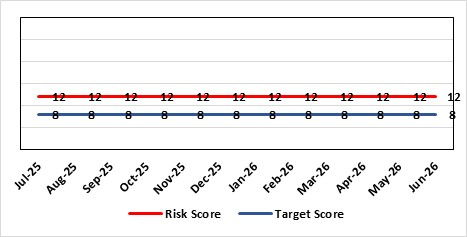 12 12 12 12 12 12 12 12 12 12 12 12
8 8 8 8 8 8 8 8 8 8 8 8
Jul-25 Aug-25 Sep-25 Oct-25 Nov-25 Dec-25 Jan-26 Feb-26 Mar-26 Apr-26 May-26 Jun-26
Risk Score Target Score